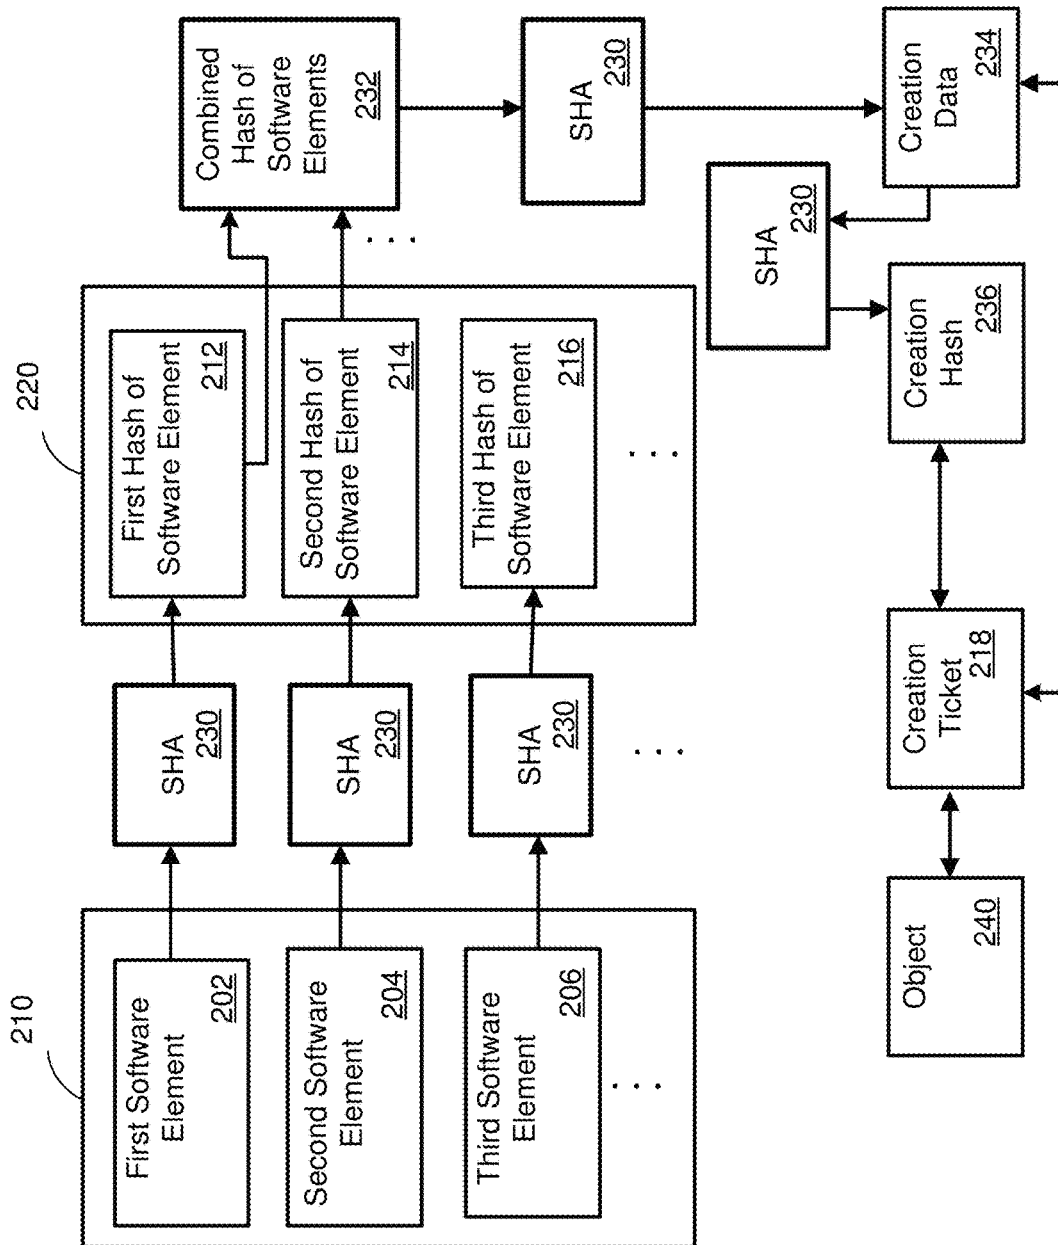 210
First Software
Element
202
Second Software
Element
204
Third Software
Element
206
. . .
SHA
230
SHA
230
SHA
230
. . .
220
First Hash of
Software Element
212
Second Hash of
Software Element
214
Third Hash of
Software Element
216
. . .
. . .
Combined
Hash of
Software
Elements
232
SHA
230
Creation
Data
234
SHA
230
Creation
Hash
236
Creation
Ticket
218
Object
240